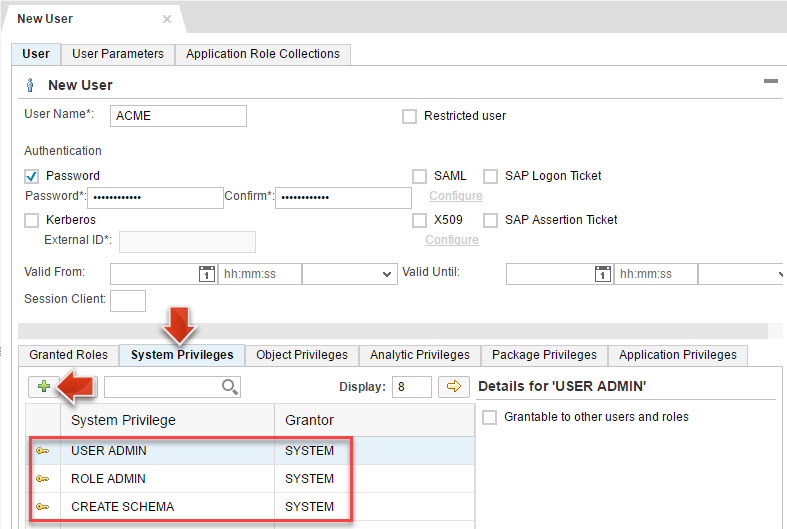 New User
User User Parameters Application Role Collections
New User
User Name*: ACME Restricted user
Authentication
Password SAML SAP Logon Ticket
Password*: •••••••••••• Confirm*: •••••••••••• Configure
Kerberos X509 SAP Assertion Ticket
External ID*: Configure
Valid From: 1 hh:mm:ss Valid Until: 1 hh:mm:ss
Session Client:
Granted Roles System Privileges Object Privileges Analytic Privileges Package Privileges Application Privileges
Display: 8 Details for 'USER ADMIN'
System Privilege Grantor Grantable to other users and roles
USER ADMIN SYSTEM
ROLE ADMIN SYSTEM
CREATE SCHEMA SYSTEM